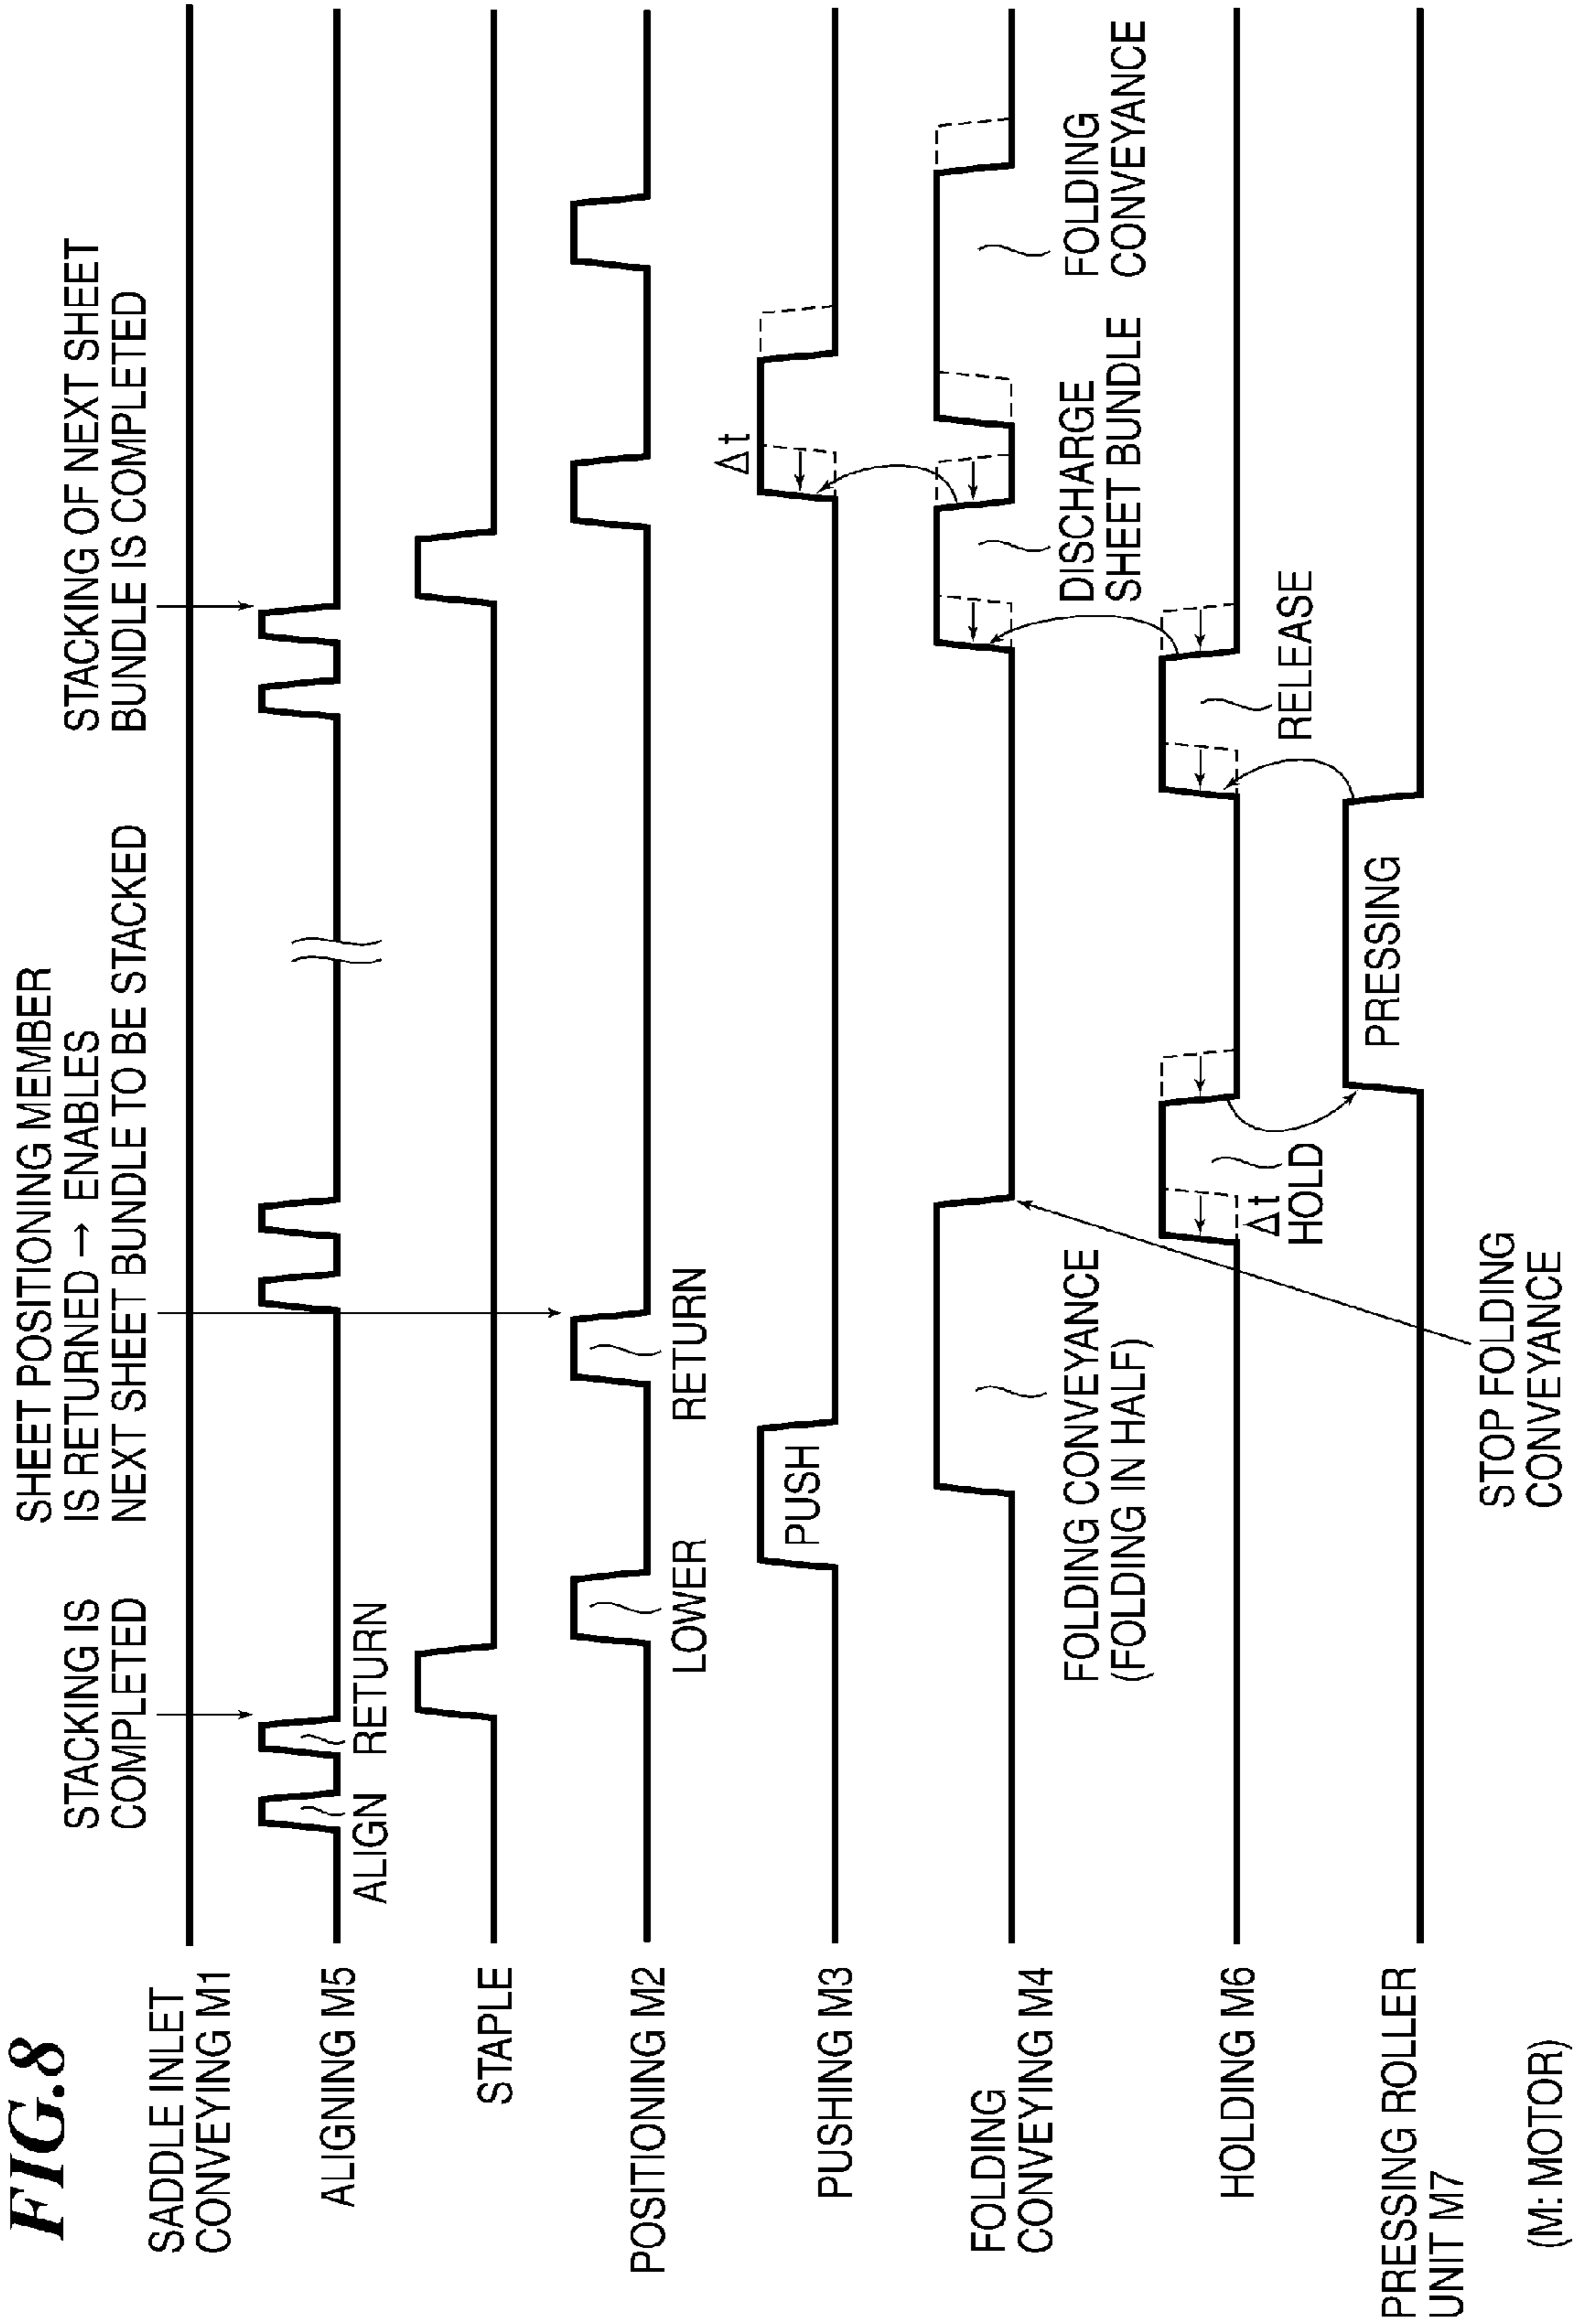 FIG.8
STACKING IS
COMPLETED
SHEET POSITIONING MEMBER
IS RETURNED → ENABLES
NEXT SHEET BUNDLE TO BE STACKED
STACKING OF NEXT SHEET
BUNDLE IS COMPLETED
SADDLE INLET
CONVEYING M1
ALIGNING M5
ALIGN
RETURN
STAPLE
POSITIONING M2
LOWER
RETURN
PUSHING M3
PUSH
Δt
FOLDING
CONVEYING M4
FOLDING CONVEYANCE
(FOLDING IN HALF)
DISCHARGE
SHEET BUNDLE
FOLDING
CONVEYANCE
HOLDING M6
Δt
HOLD
RELEASE
PRESSING ROLLER
UNIT M7
PRESSING
STOP FOLDING
CONVEYANCE
(M: MOTOR)